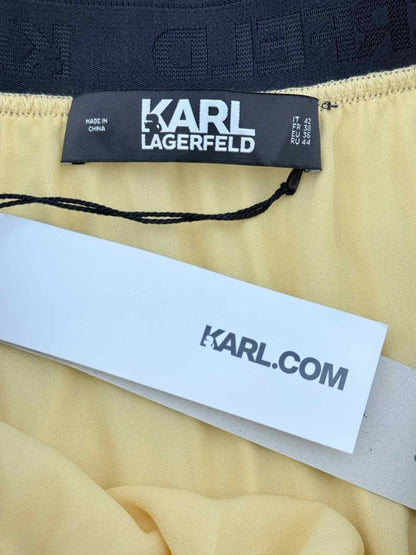 MADE IN
CHINA
KARL
LAGERFELD
IT 42
FR 38
EU 36
RU 44
KARL.COM